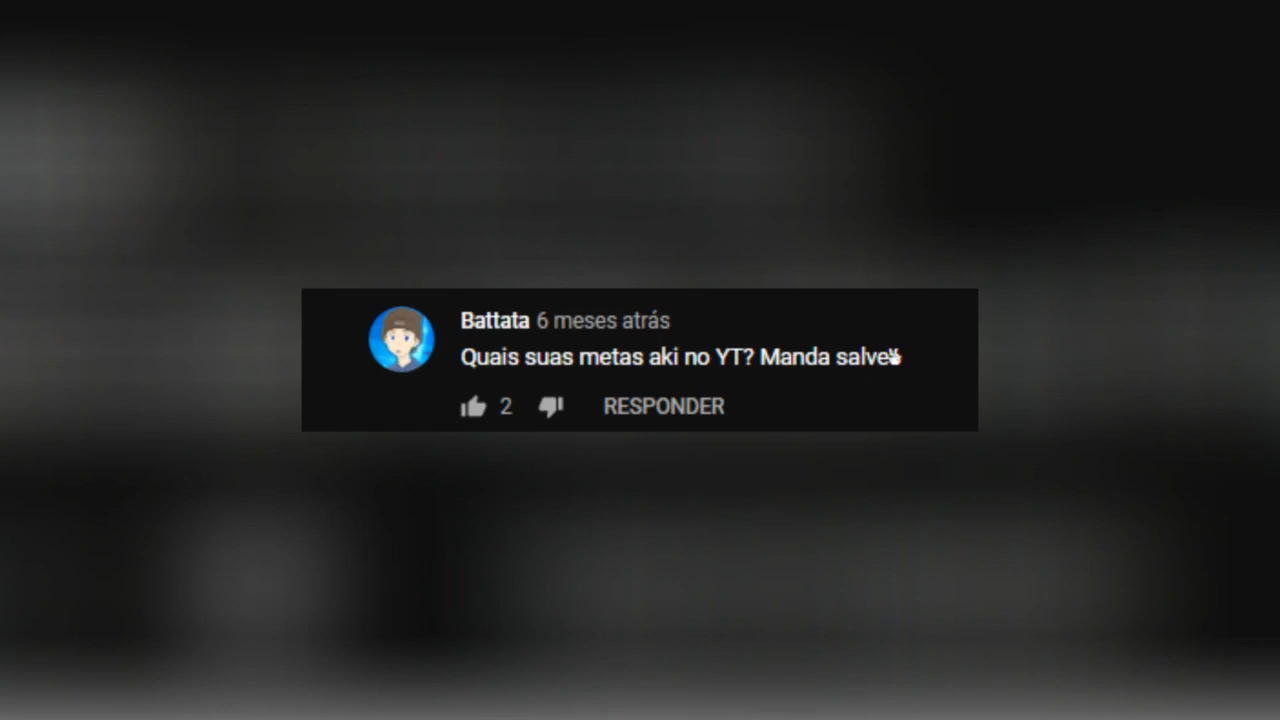 Battata 6 meses atrás
Quais suas metas aki no YT? Manda salve✌
2 RESPONDER